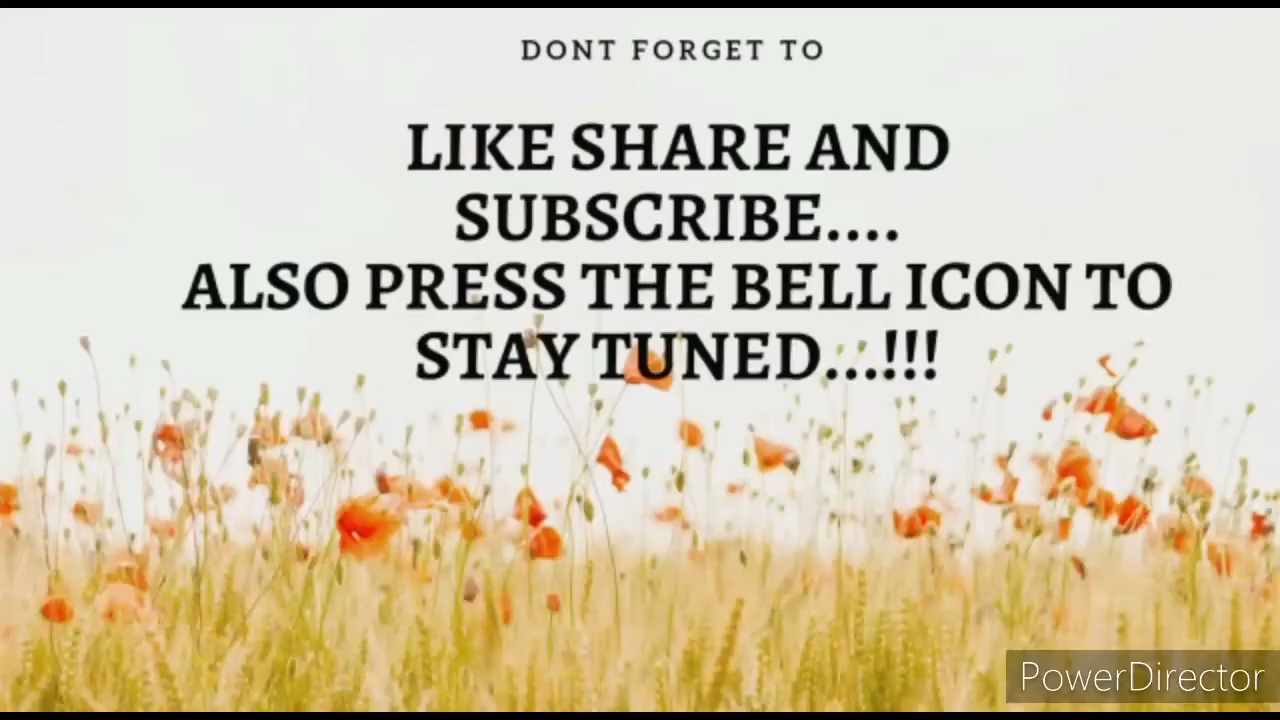 DONT FORGET TO
LIKE SHARE AND
SUBSCRIBE....
ALSO PRESS THE BELL ICON TO
STAY TUNED...!!!
PowerDirector